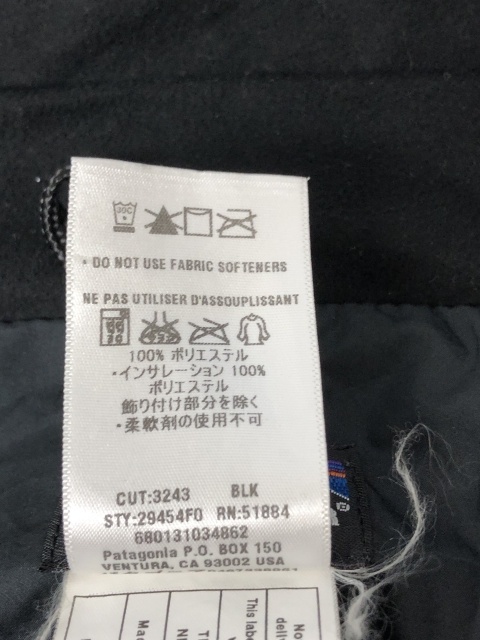 30C
• DO NOT USE FABRIC SOFTENERS
NE PAS UTILISER D'ASSOUPLISSANT
100% ポリエステル
・インサレーション 100%
ポリエステル
飾り付け部分を除く
・柔軟剤の使用不可
CUT:3243 BLK
STY:29454F0 RN:51884
680131034862
Patagonia P.O. BOX 150
VENTURA, CA 93002 USA
This label